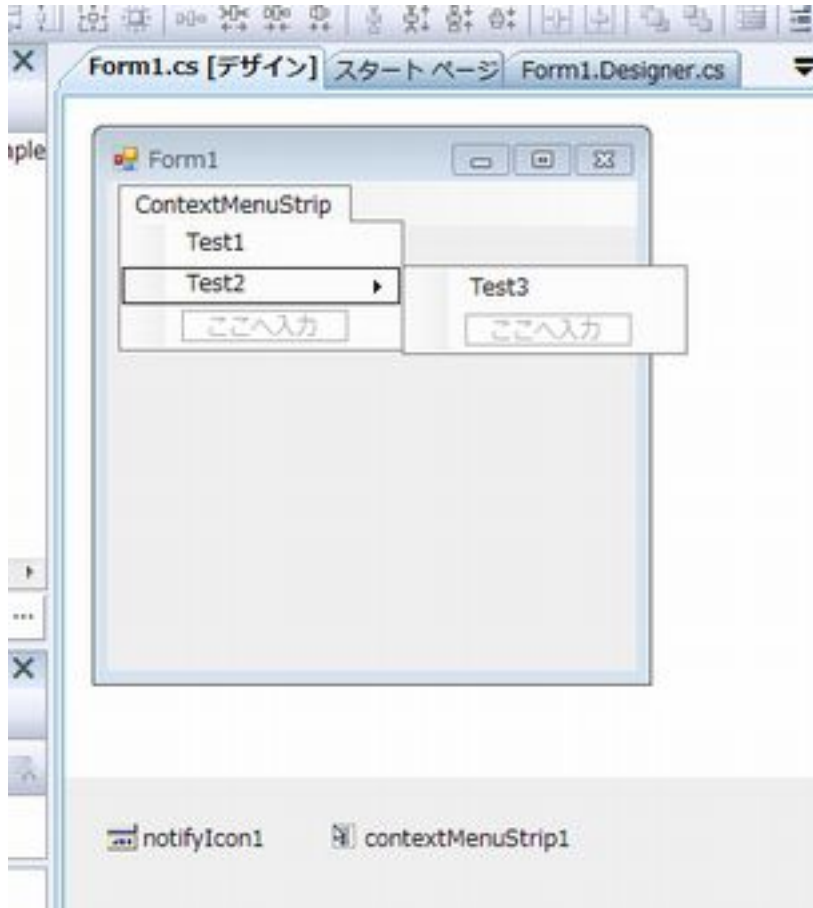 Form1.cs [デザイン] スタート ページ Form1.Designer.cs
Form1
ContextMenuStrip
Test1
Test2
Test3
ここへ入力
ここへ入力
...
notifyIcon1 contextMenuStrip1